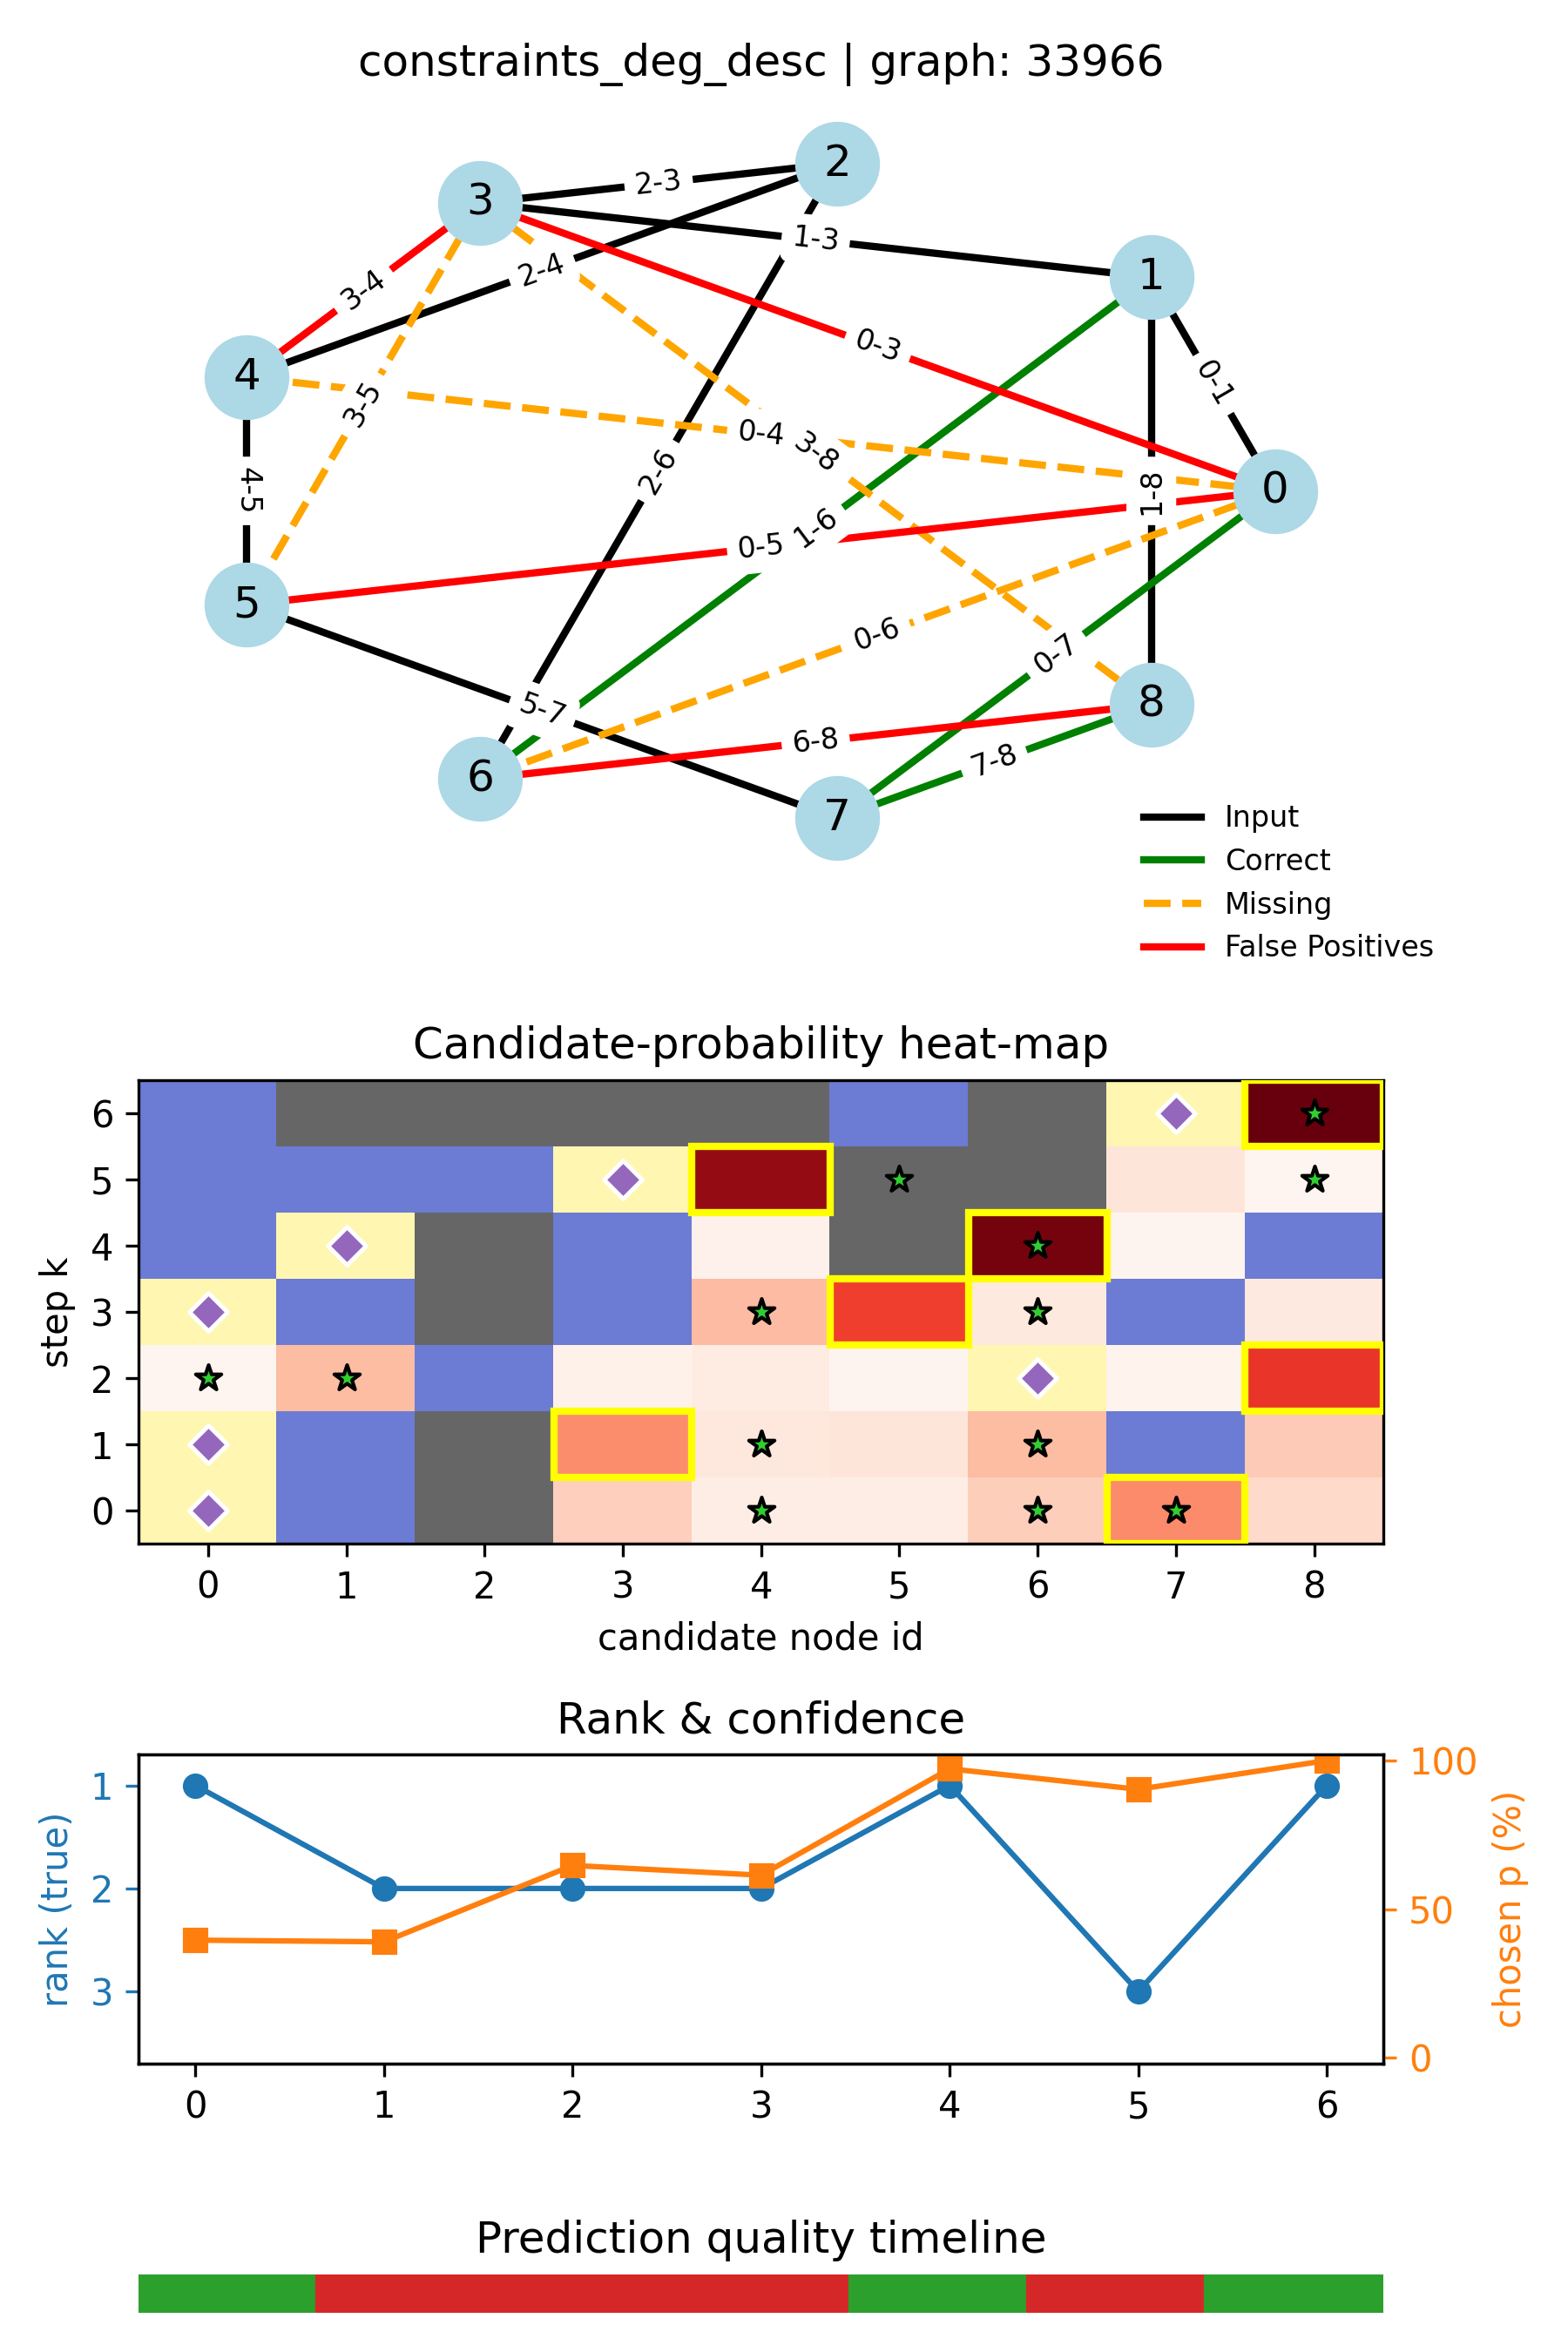 constraints_deg_desc | graph: 33966
2
3
2-3
1-3
1
2-4
3-4
0-3
4
0-1
3-5
0-4
3-8
2-6
4-5
1-8
0
1-6
0-5
5
0-6
0-7
5-7
8
6-8
7-8
6
7
Input
Correct
Missing
False Positives
Candidate-probability heat-map
6
5
4
3
2
1
0
step k
0 1 2 3 4 5 6 7 8
candidate node id
Rank & confidence
1
2
3
rank (true)
100
50
0
chosen p (%)
0 1 2 3 4 5 6
Prediction quality timeline